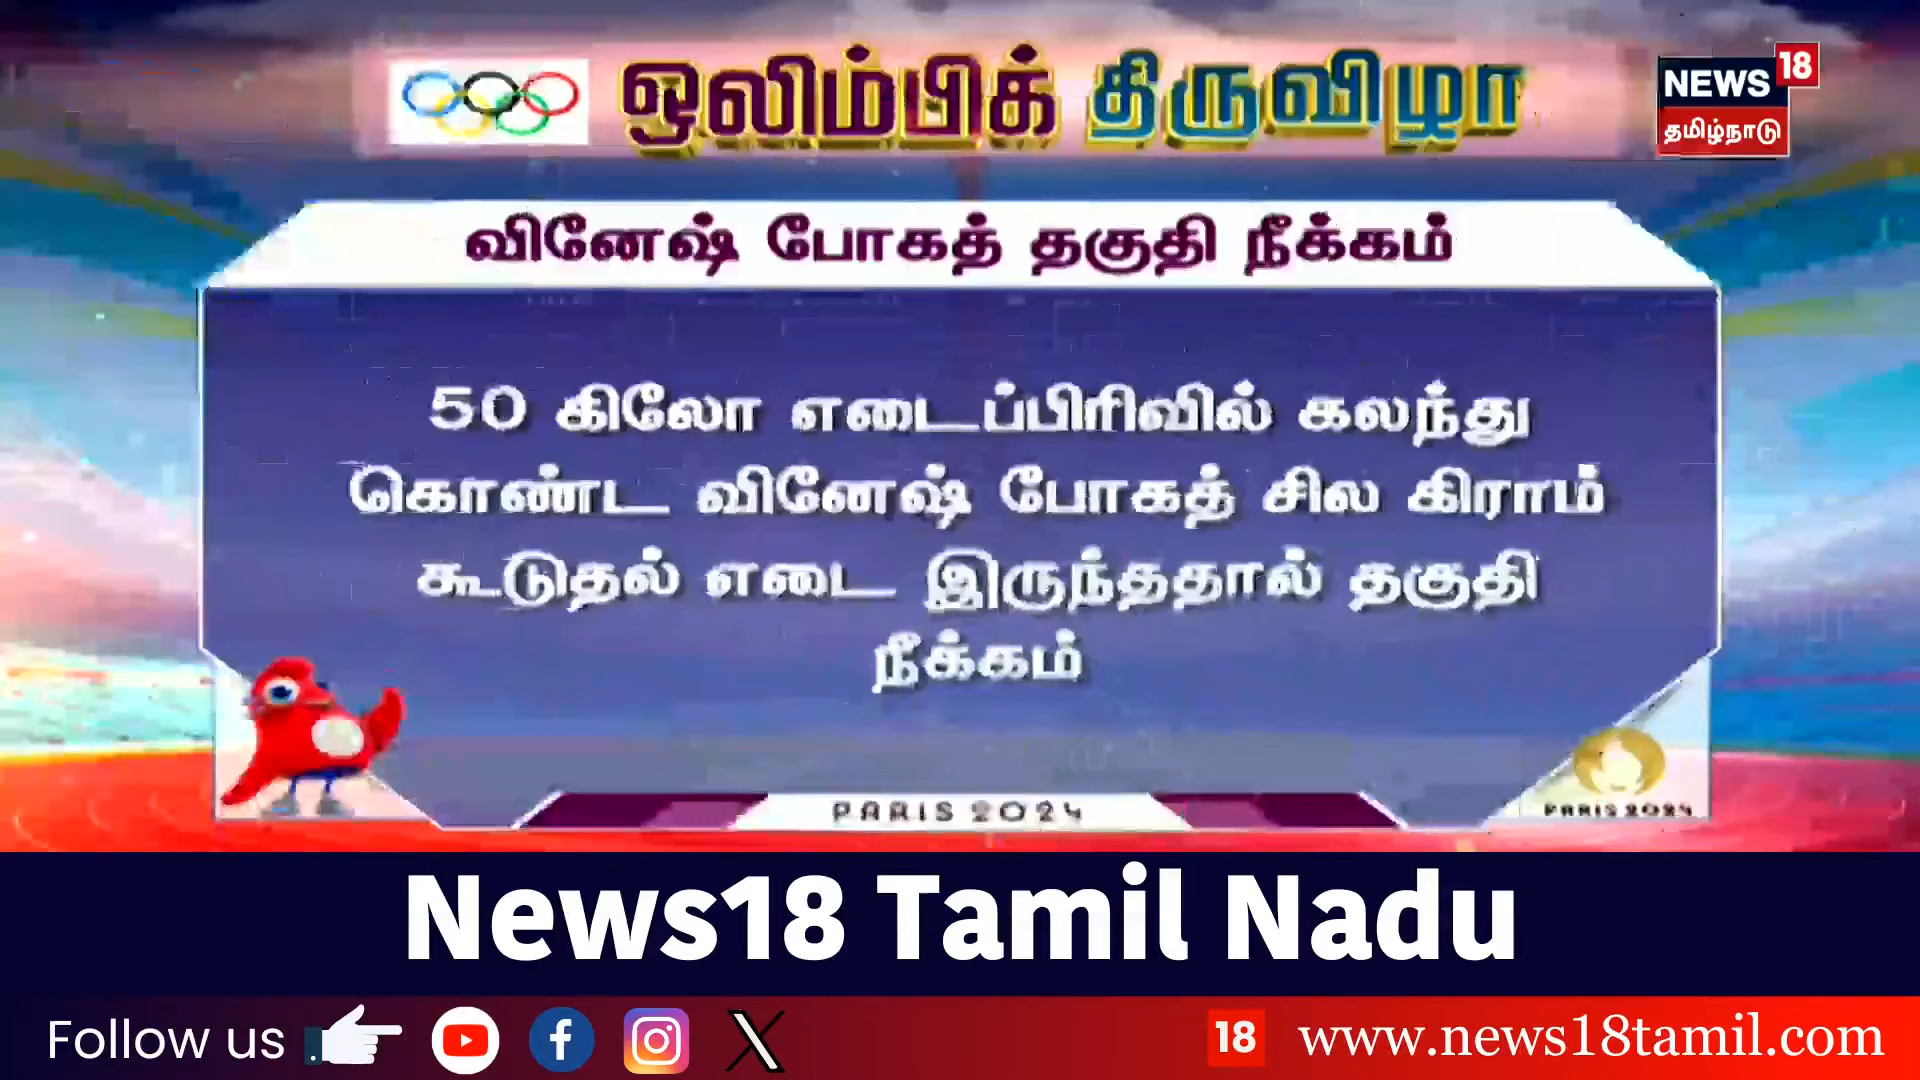 ஒலிம்பிக் திருவிழா
NEWS 18
தமிழ்நாடு
வினேஷ் போகத் தகுதி நீக்கம்
50 கிலோ எடைப்பிரிவில் கலந்து
கொண்ட வினேஷ் போகத் சில கிராம்
கூடுதல் எடை இருந்ததால் தகுதி
நீக்கம்
PARIS 2024
PARIS 2024
News18 Tamil Nadu
Follow us
18 www.news18tamil.com